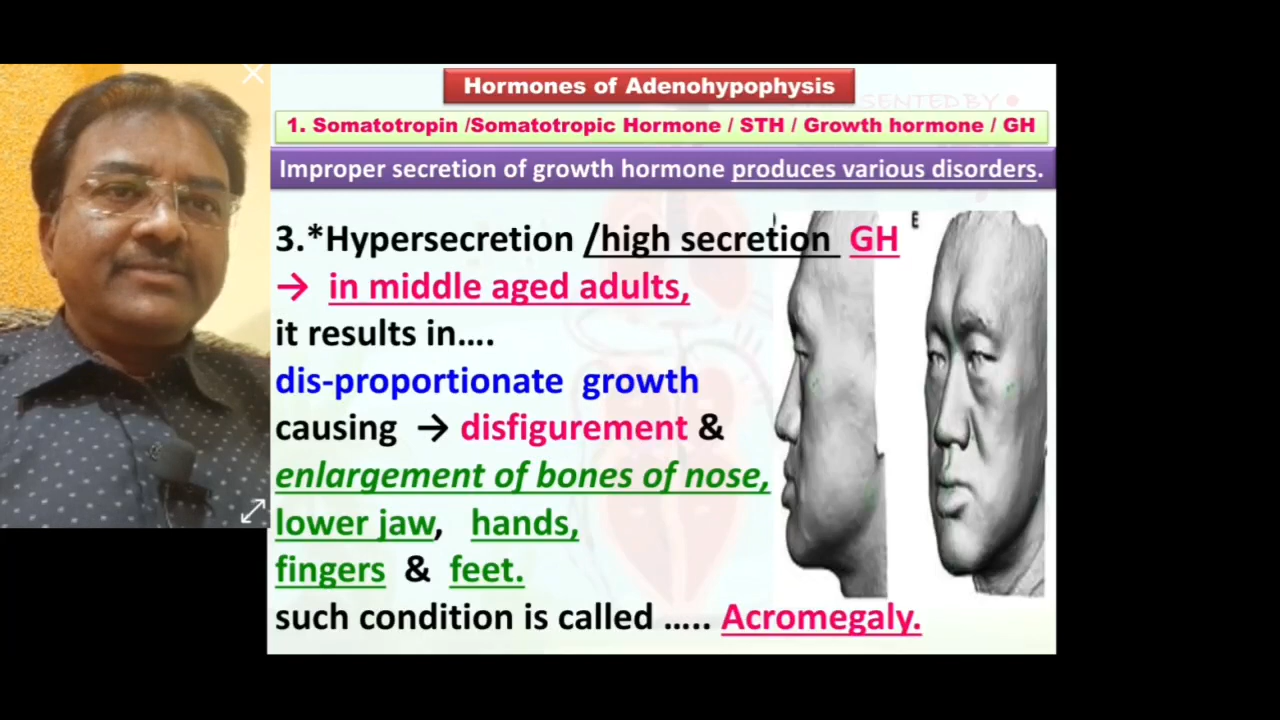 Hormones of Adenohypophysis
SENTED BY
1. Somatotropin /Somatotropic Hormone / STH / Growth hormone / GH
Improper secretion of growth hormone produces various disorders.
3.*Hypersecretion /high secretion GH
E
→ in middle aged adults,
it results in....
dis-proportionate growth
causing → disfigurement &
enlargement of bones of nose,
lower jaw, hands,
fingers & feet.
such condition is called ….. Acromegaly.